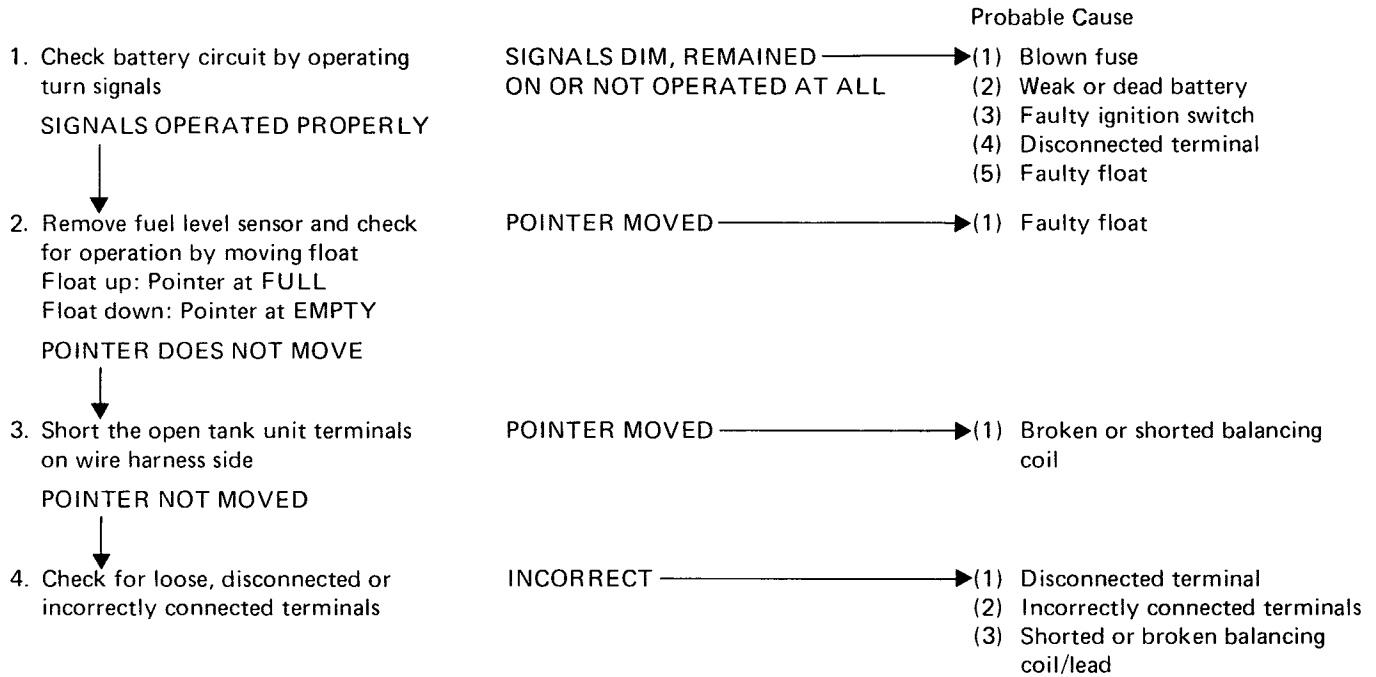 Probable Cause
1. Check battery circuit by operating
turn signals
SIGNALS OPERATED PROPERLY
SIGNALS DIM, REMAINED
ON OR NOT OPERATED AT ALL
(1) Blown fuse
(2) Weak or dead battery
(3) Faulty ignition switch
(4) Disconnected terminal
(5) Faulty float
2. Remove fuel level sensor and check
for operation by moving float
Float up: Pointer at FULL
Float down: Pointer at EMPTY
POINTER DOES NOT MOVE
POINTER MOVED
(1) Faulty float
3. Short the open tank unit terminals
on wire harness side
POINTER NOT MOVED
POINTER MOVED
(1) Broken or shorted balancing
coil
4. Check for loose, disconnected or
incorrectly connected terminals
INCORRECT
(1) Disconnected terminal
(2) Incorrectly connected terminals
(3) Shorted or broken balancing
coil/lead